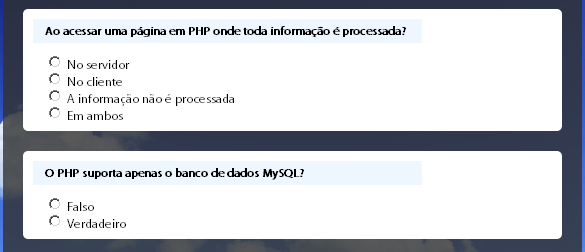 Ao acessar uma página em PHP onde toda informação é processada?
No servidor
No cliente
A informação não é processada
Em ambos
O PHP suporta apenas o banco de dados MySQL?
Falso
Verdadeiro